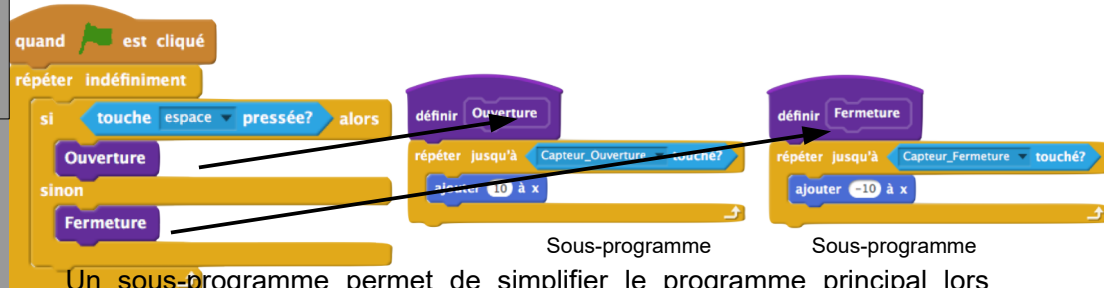 quand est cliqué
répéter indéfiniment
si touche espace pressée? alors
Ouverture
sinon
Fermeture
définir Ouverture
répéter jusqu'à Capteur_Ouverture touché?
ajouter 10 à x
Sous-programme
définir Fermeture
répéter jusqu'à Capteur_Fermeture touché?
ajouter -10 à x
Sous-programme
Un sous-programme permet de simplifier le programme principal lors